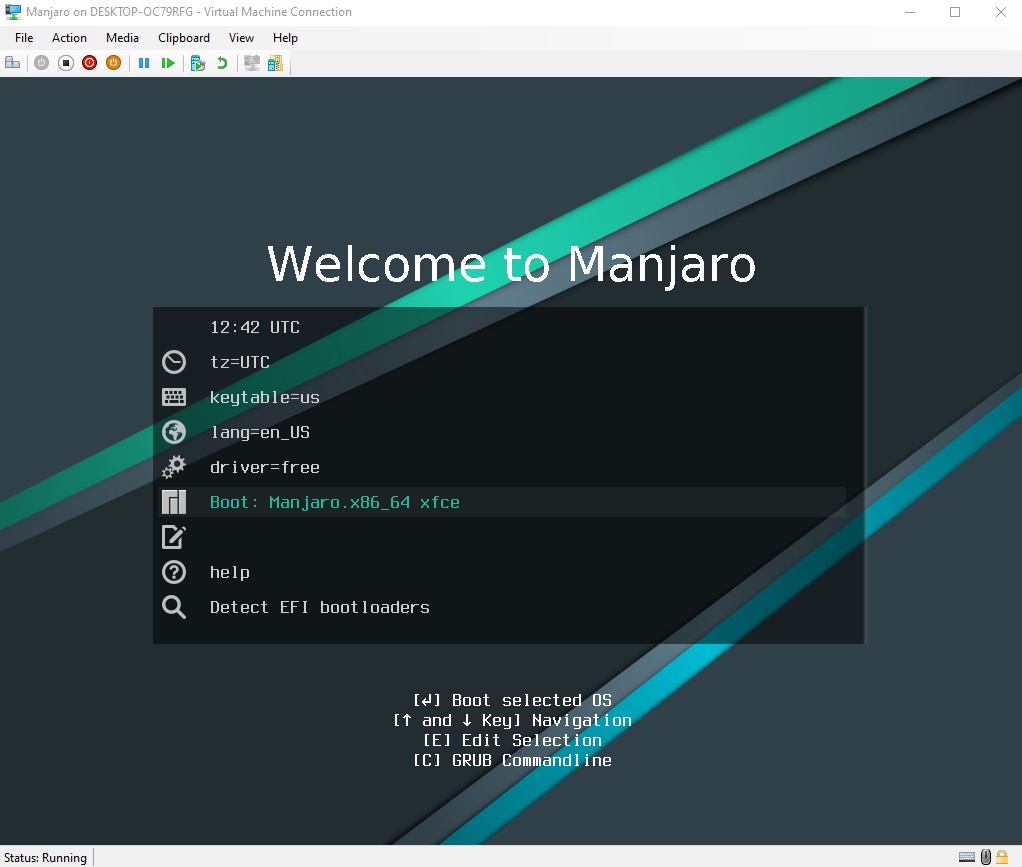 Manjaro on DESKTOP-OC79RFG - Virtual Machine Connection
File Action Media Clipboard View Help
Welcome to Manjaro
12:42 UTC
tz=UTC
keytable=us
lang=en_US
driver=free
Boot: Manjaro.x86_64 xfce
help
Detect EFI bootloaders
[↲] Boot selected OS
[↑ and ↓ Key] Navigation
[E] Edit Selection
[C] GRUB Commandline
Status: Running